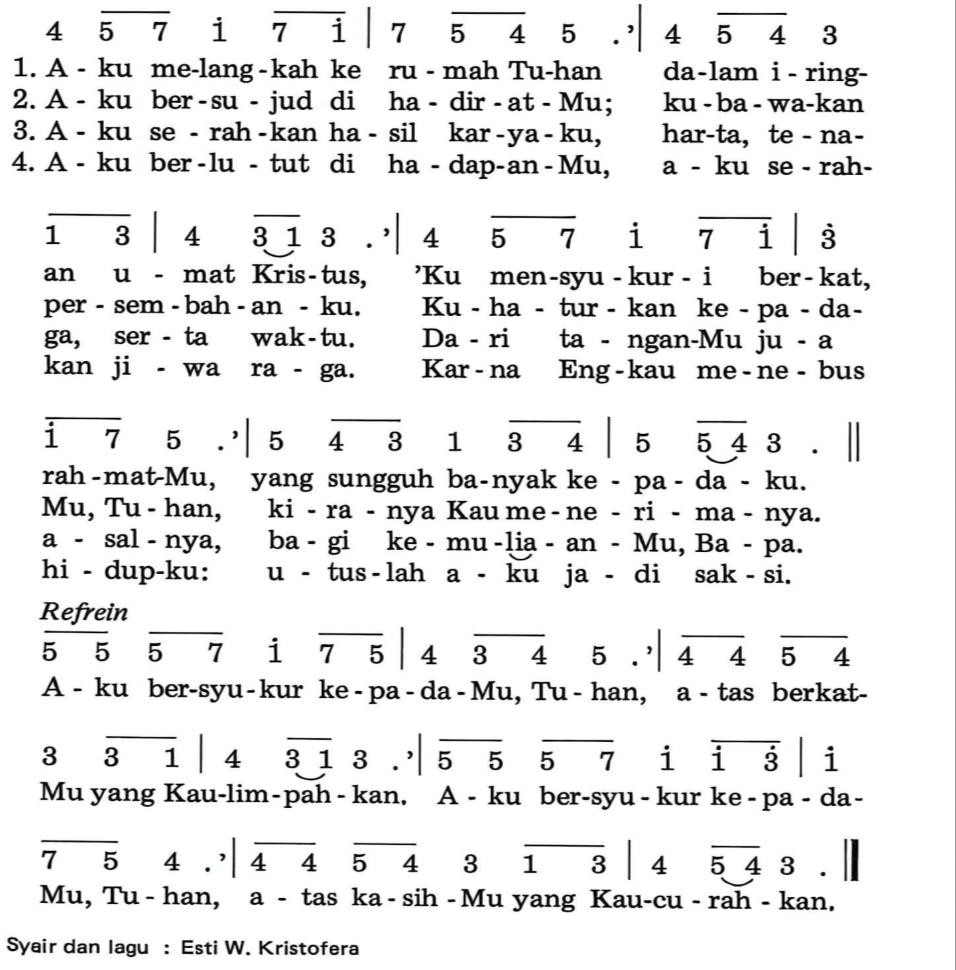 4 5 7 i̇ 7 i̇ | 7 5 4 5 .’| 4 5 4 3
1. A - ku me-lang-kah ke ru - mah Tu-han da-lam i - ring-
2. A - ku ber-su - jud di ha - dir - at - Mu; ku - ba - wa-kan
3. A - ku se - rah-kan ha - sil kar-ya-ku, har-ta, te - na-
4. A - ku ber-lu - tut di ha - dap-an-Mu, a - ku se - rah-
1 3 | 4 3 1 3 .’| 4 5 7 i̇ 7 i̇ | 3̇
an u - mat Kris-tus, ’Ku men-syu-kur - i ber-kat,
per - sem-bah-an - ku. Ku - ha - tur - kan ke - pa - da-
ga, ser - ta wak-tu. Da - ri ta - ngan-Mu ju - a
kan ji - wa ra - ga. Kar - na Eng-kau me-ne - bus
i̇ 7 5 .’| 5 4 3 1 3 4 | 5 5 4 3 . ||
rah-mat-Mu, yang sungguh ba-nyak ke - pa - da - ku.
Mu, Tu - han, ki - ra - nya Kau me-ne - ri - ma - nya.
a - sal - nya, ba - gi ke - mu-lia - an - Mu, Ba - pa.
hi - dup-ku: u - tus-lah a - ku ja - di sak - si.
Refrein
5 5 5 7 i̇ 7 5 | 4 3 4 5 .’| 4 4 5 4
A - ku ber-syu-kur ke-pa-da-Mu, Tu-han, a - tas berkat-
3 3 1 | 4 3 1 3 .’| 5 5 5 7 i̇ i̇ 3̇ | i̇
Mu yang Kau-lim-pah-kan. A - ku ber-syu-kur ke-pa - da-
7 5 4 .’| 4 4 5 4 3 1 3 | 4 5 4 3 . ||
Mu, Tu - han, a - tas ka-sih-Mu yang Kau-cu - rah - kan.
Syair dan lagu : Esti W. Kristofera